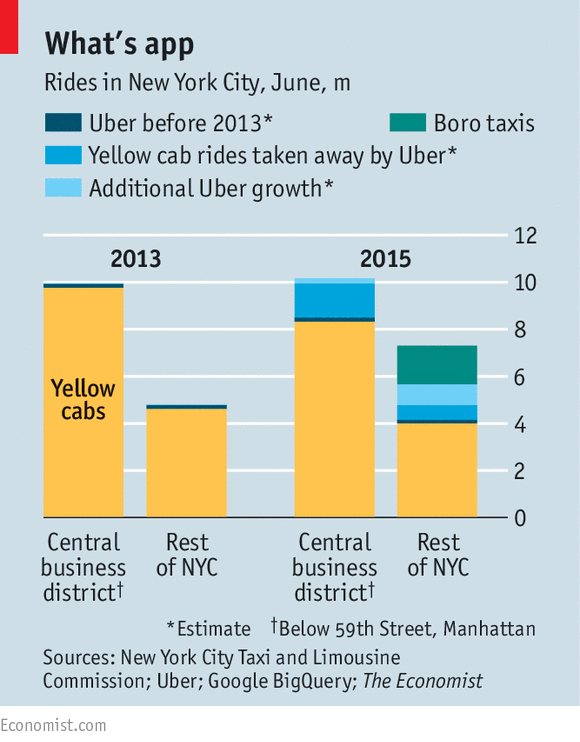 What's app
Rides in New York City, June, m
Uber before 2013*
Boro taxis
Yellow cab rides taken away by Uber*
Additional Uber growth*
12
2013
2015
10
8
6
4
2
0
Yellow
cabs
Central
business
district†
Rest
of NYC
Central
business
district†
Rest
of NYC
*Estimate †Below 59th Street, Manhattan
Sources: New York City Taxi and Limousine
Commission; Uber; Google BigQuery; The Economist
Economist.com